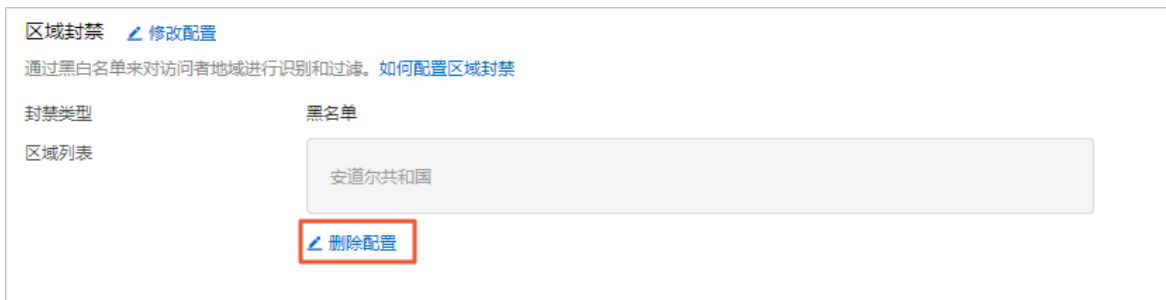 区域封禁 修改配置
通过黑白名单来对访问者地域进行识别和过滤。如何配置区域封禁
封禁类型 黑名单
区域列表
安道尔共和国
删除配置